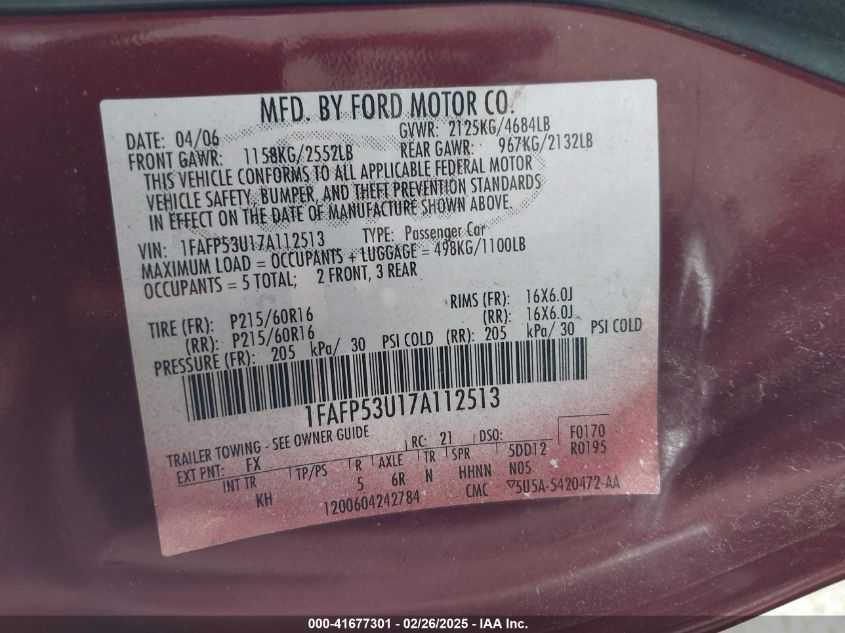 MFD. BY FORD MOTOR CO.
DATE: 04/06 GVWR: 2125KG/4684LB
FRONT GAWR: 1158KG/2552LB REAR GAWR: 967KG/2132LB
THIS VEHICLE CONFORMS TO ALL APPLICABLE FEDERAL MOTOR
VEHICLE SAFETY, BUMPER, AND THEFT PREVENTION STANDARDS
IN EFFECT ON THE DATE OF MANUFACTURE SHOWN ABOVE.
VIN: 1FAFP53U17A112513 TYPE: Passenger Car
MAXIMUM LOAD = OCCUPANTS + LUGGAGE = 498KG/1100LB
OCCUPANTS = 5 TOTAL; 2 FRONT, 3 REAR
TIRE (FR): P215/60R16 RIMS (FR): 16X6.0J
(RR): P215/60R16 (RR): 16X6.0J
PRESSURE (FR): 205 kPa/ 30 PSI COLD (RR): 205 kPa/ 30 PSI COLD
1FAFP53U17A112513
TRAILER TOWING - SEE OWNER GUIDE RC: 21 DSO: F0170
EXT PNT: FX 5DD12 R0195
INT TR TP/PS R AXLE TR SPR N05
KH 5 6R N HHNN
1200604242784 CMC ▽5U5A-5420472-AA
000-41677301 - 02/26/2025 - IAA Inc.